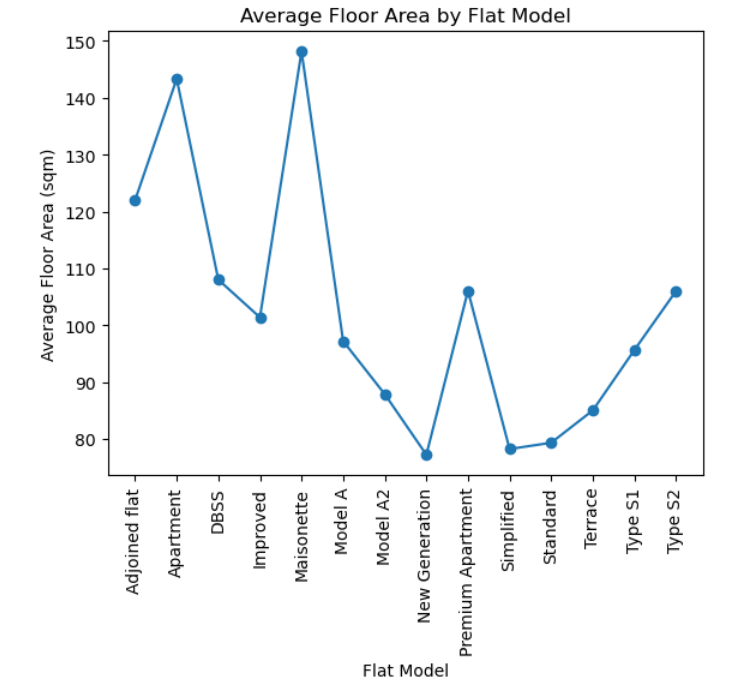 Average Floor Area by Flat Model
Average Floor Area (sqm)
150
140
130
120
110
100
90
80
Adjoined flat
Apartment
DBSS
Improved
Maisonette
Model A
Model A2
New Generation
Premium Apartment
Simplified
Standard
Terrace
Type S1
Type S2
Flat Model